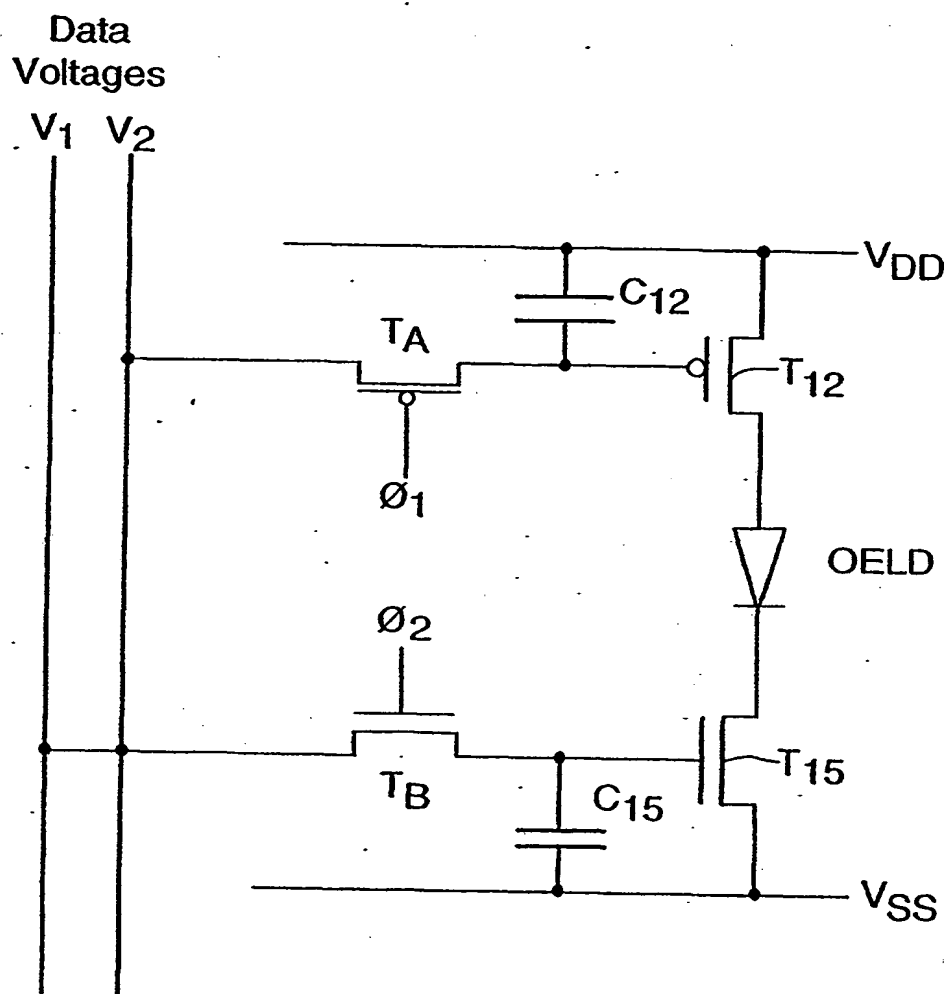 Data
Voltages
V1 V2
VDD
C12
TA
T12
Ø1
OELD
Ø2
T15
TB
C15
VSS